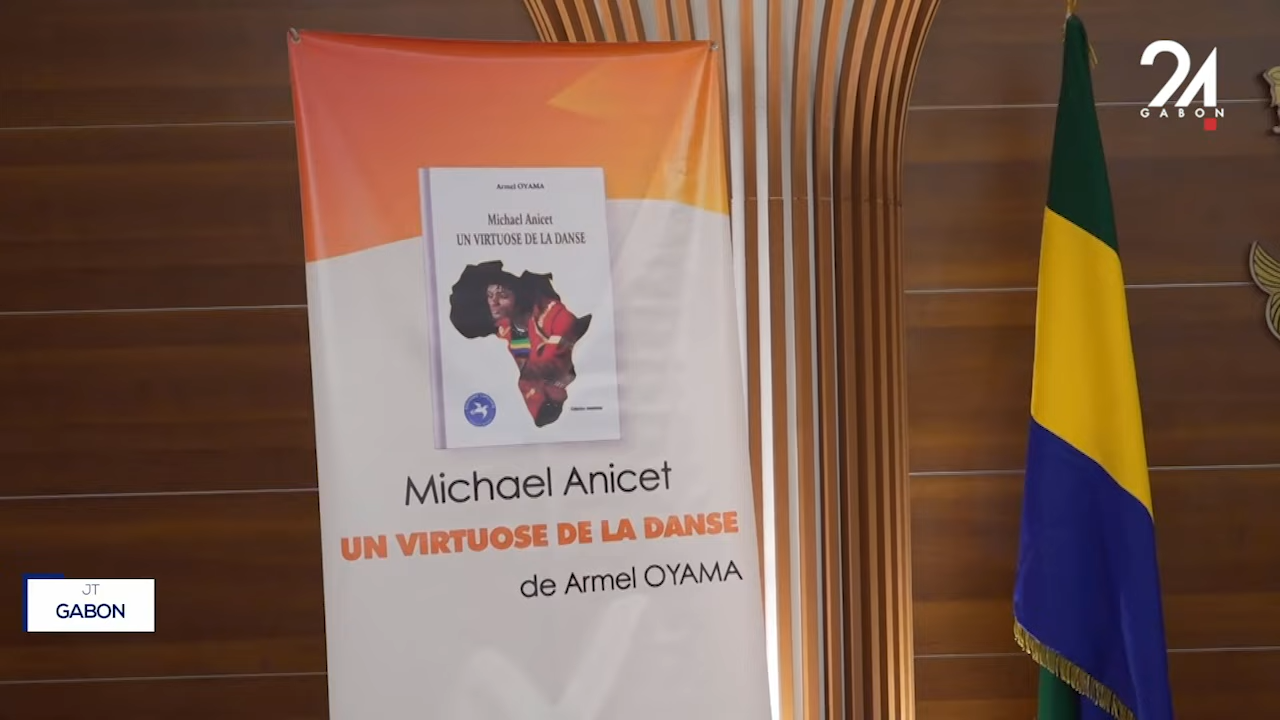 24
GABON
Armel OYAMA
Michael Anicet
UN VIRTUOSE DE LA DANSE
Michael Anicet
UN VIRTUOSE DE LA DANSE
de Armel OYAMA
JT
GABON